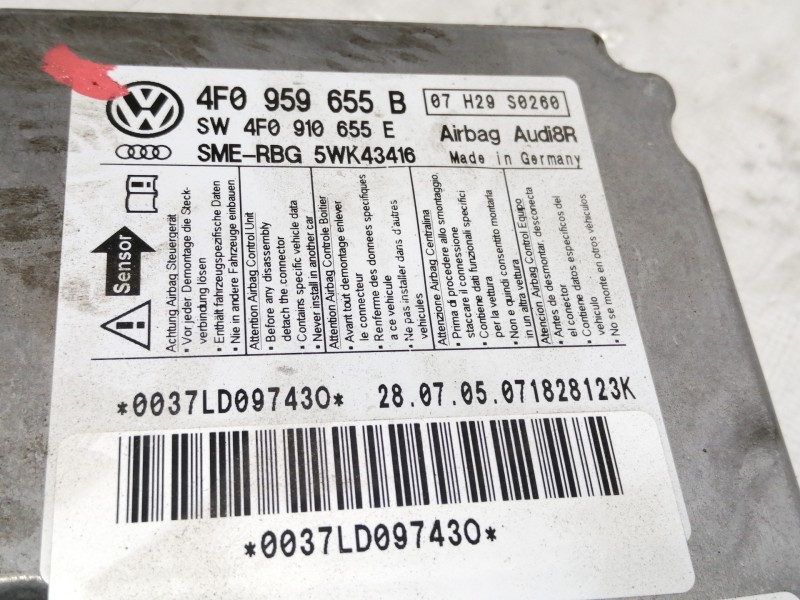 4F0 959 655 B
07 H29 S0260
SW 4F0 910 655 E
Airbag Audi8R
SME-RBG 5WK43416
Made in Germany
Sensor
Achtung Airbag Steuergerät
• Vor jeder Demontage die Steck-
verbindung lösen
• Enthält fahrzeugspezifische Daten
• Nie in andere Fahrzeuge einbauen
Attention Airbag Control Unit
• Before any disassembly
detach the connector
• Contains specific vehicle data
• Never install in another car
Attention Airbag Controle Boitier
• Avant tout demontage enlever
le connecteur
• Renferme des donnees specifiques
a ce vehicule
• Ne pas installer dans d'autres
vehicules
Attenzione Airbag Centralina
• Prima di procedere allo smontaggio,
staccare il connessione
• Contiene dati funzionali specifici
per la vettura
• Non e quindi consentito montarla
in un altra vettura
Atencion Airbag Control Equipo
• Antes de desmontar, desconecta
el conector
• Contiene datos especificos del
vehiculo
• No se monte en otros vehiculos
*0037LD09743O*
28.07.05.071828123K
*0037LD09743O*